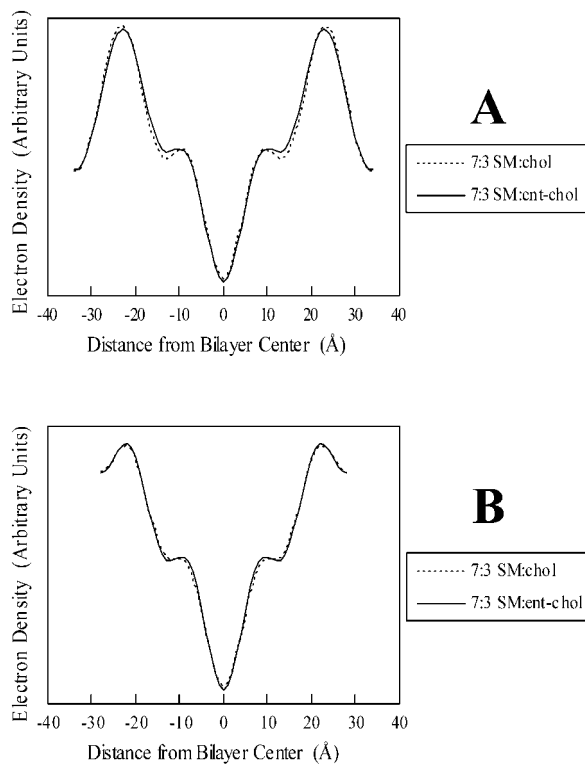 Electron Density (Arbitrary Units)
-40 -30 -20 -10 0 10 20 30 40
Distance from Bilayer Center (Å)
A
7:3 SM:chol
7:3 SM:ent-chol
Electron Density (Arbitrary Units)
-40 -30 -20 -10 0 10 20 30 40
Distance from Bilayer Center (Å)
B
7:3 SM:chol
7:3 SM:ent-chol